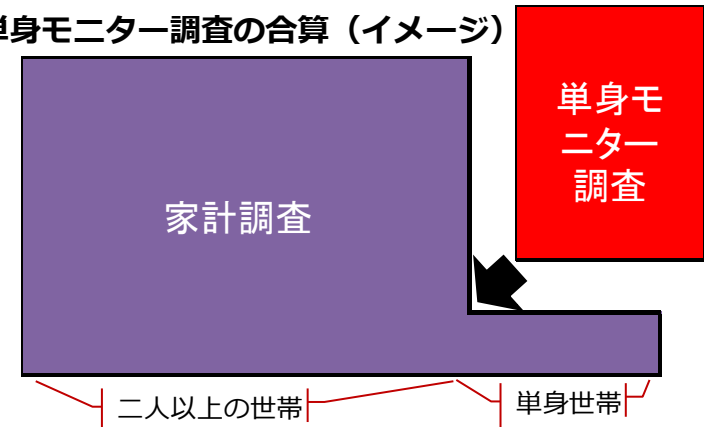 単身モニター調査の合算（イメージ）
単身モ
ニター
調査
家計調査
二人以上の世帯
単身世帯